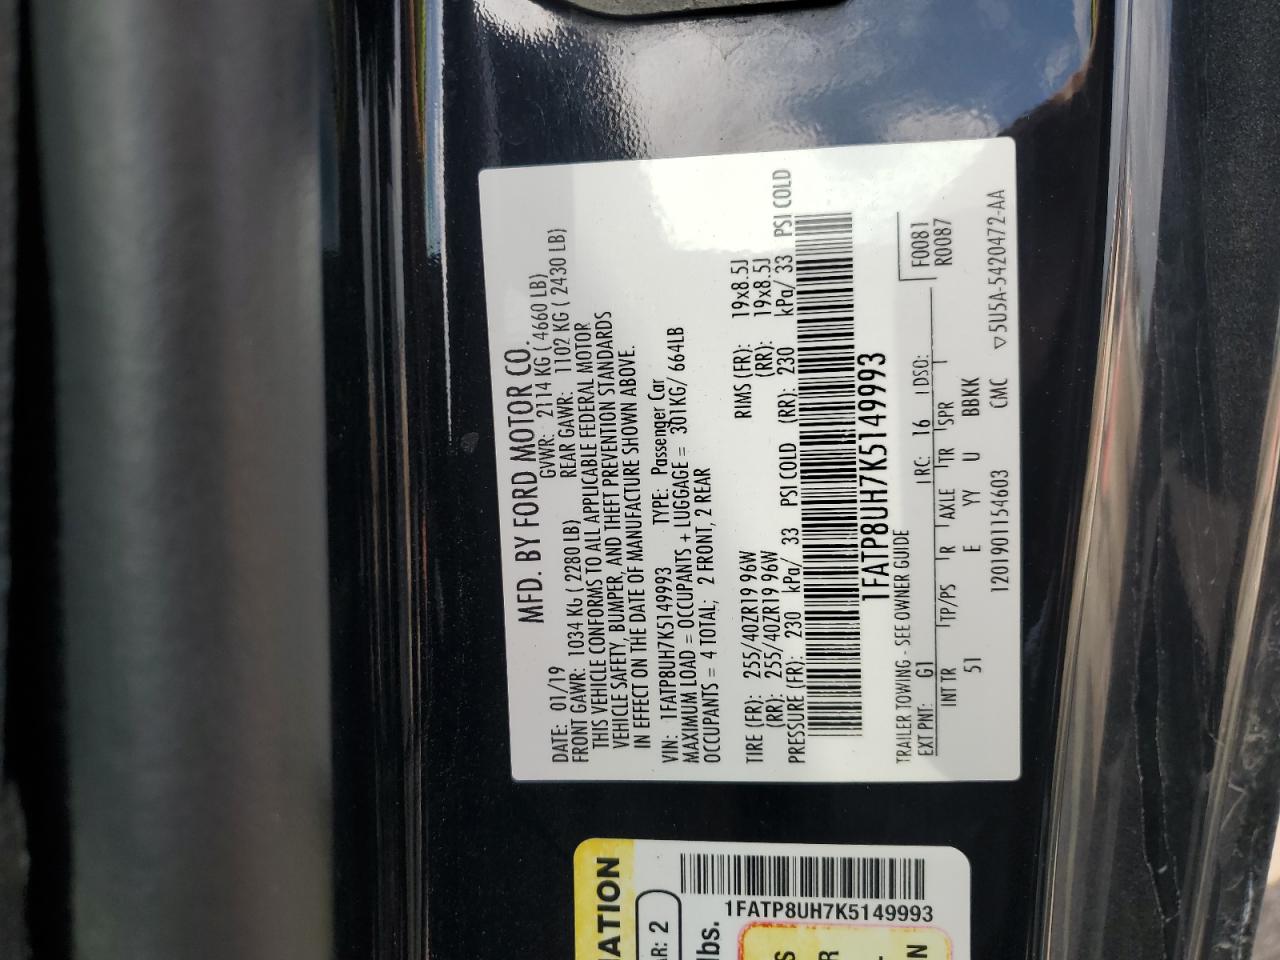 MFD. BY FORD MOTOR CO.
DATE: 01/19 GVWR: 2114 KG ( 4660 LB)
FRONT GAWR: 1034 KG ( 2280 LB) REAR GAWR: 1102 KG ( 2430 LB)
THIS VEHICLE CONFORMS TO ALL APPLICABLE FEDERAL MOTOR
VEHICLE SAFETY, BUMPER, AND THEFT PREVENTION STANDARDS
IN EFFECT ON THE DATE OF MANUFACTURE SHOWN ABOVE.
VIN: 1FATP8UH7K5149993 TYPE: Passenger Car
MAXIMUM LOAD = OCCUPANTS + LUGGAGE = 301KG/ 664LB
OCCUPANTS = 4 TOTAL; 2 FRONT, 2 REAR
TIRE (FR): 255/40ZR19 96W RIMS (FR): 19x8.5J
(RR): 255/40ZR19 96W (RR): 19x8.5J
PRESSURE (FR): 230 kPa/ 33 PSI COLD (RR): 230 kPa/ 33 PSI COLD
1FATP8UH7K5149993
TRAILER TOWING - SEE OWNER GUIDE F0081
EXT PNT: G1 RC: 16 DSO: R0087
INT TR TP/PS R AXLE TR SPR
51 E YY U BBKK
1201901154603 CMC ▽5U5A-5420472-AA
ATION
AR: 2
1FATP8UH7K5149993
lbs.
S
R
N